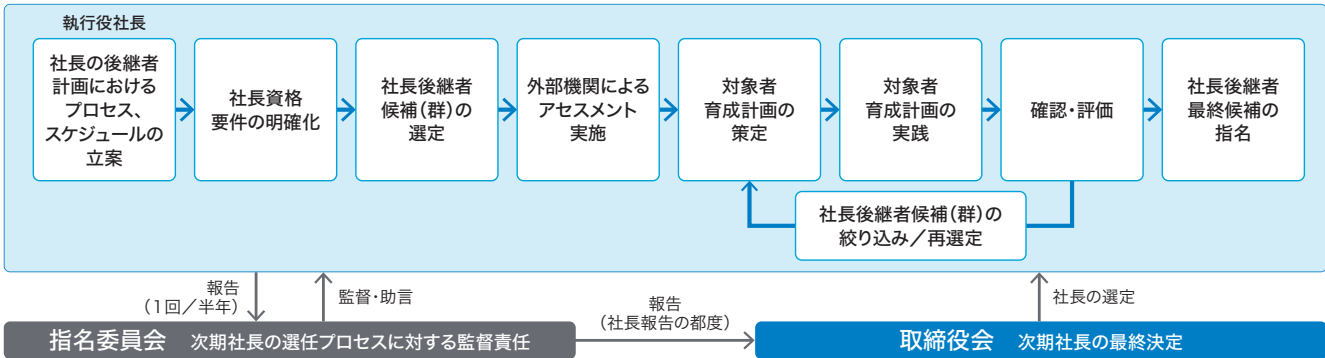 執行役社長
社長の後継者
計画における
プロセス、
スケジュールの
立案
社長資格
要件の明確化
社長後継者
候補（群）の
選定
外部機関による
アセスメント
実施
対象者
育成計画の
策定
対象者
育成計画の
実践
確認・評価
社長後継者
最終候補の
指名
社長後継者候補（群）の
絞り込み／再選定
報告
（1回／半年）
監督・助言
報告
（社長報告の都度）
社長の選定
指名委員会 次期社長の選任プロセスに対する監督責任
取締役会 次期社長の最終決定